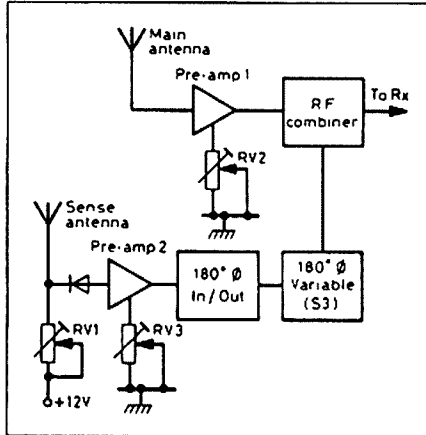 Main
antenna
Pre-amp 1
RF
combiner
To Rx
RV2
Sense
antenna
Pre-amp 2
180° Ø
In / Out
180° Ø
Variable
(S3)
RV1
RV3
+12V